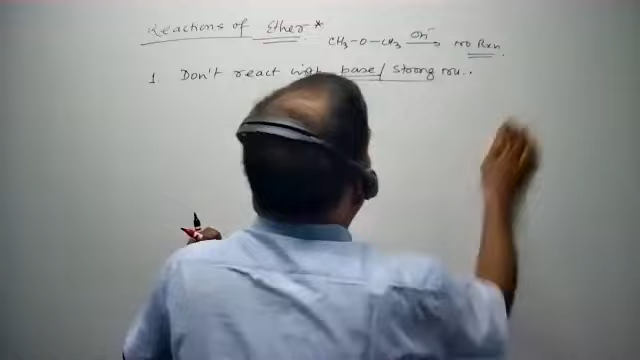 Reactions of Ether *
CH3-O-CH3 OH⁻ → no Rxn.
1 Don't react with base/ strong nu..